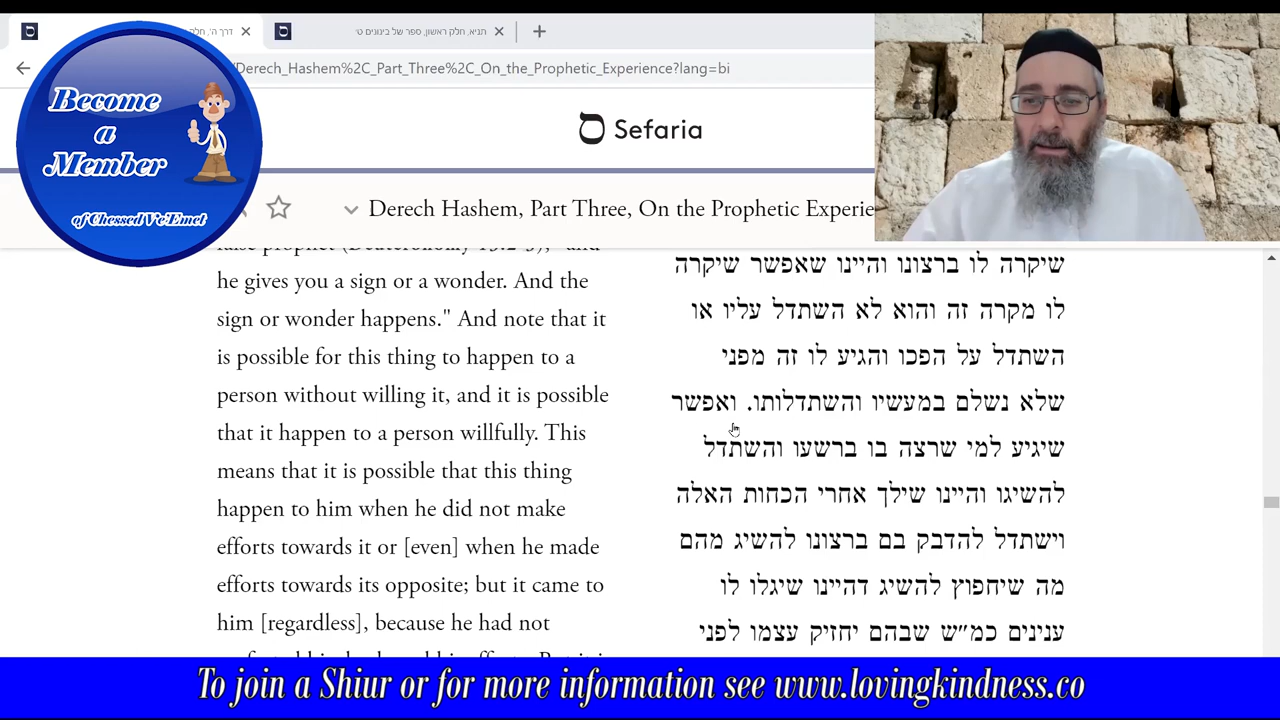 דרך ה', חלק
תניא, חלק ראשון, ספר של בינונים ט׳
/Derech_Hashem%2C_Part_Three%2C_On_the_Prophetic_Experience?lang=bi
Become
a
Member
of Chessed V'e'Emet
Sefaria
Derech Hashem, Part Three, On the Prophetic Experie
he gives you a sign or a wonder. And the
sign or wonder happens." And note that it
is possible for this thing to happen to a
person without willing it, and it is possible
that it happen to a person willfully. This
means that it is possible that this thing
happen to him when he did not make
efforts towards it or [even] when he made
efforts towards its opposite; but it came to
him [regardless], because he had not
שיקרה לו ברצונו והיינו שאפשר שיקרה
לו מקרה זה והוא לא השתדל עליו או
השתדל על הפכו והגיע לו זה מפני
שלא נשלם במעשיו והשתדלותו. ואפשר
שיגיע למי שרצה בו ברשעו והשתדל
להשיגו והיינו שילך אחרי הכחות האלה
וישתדל להדבק בם ברצונו להשיג מהם
מה שיחפוץ להשיג דהיינו שיגלו לו
ענינים כמ״ש שבהם יחזיק עצמו לפני
To join a Shiur or for more information see www.lovingkindness.co